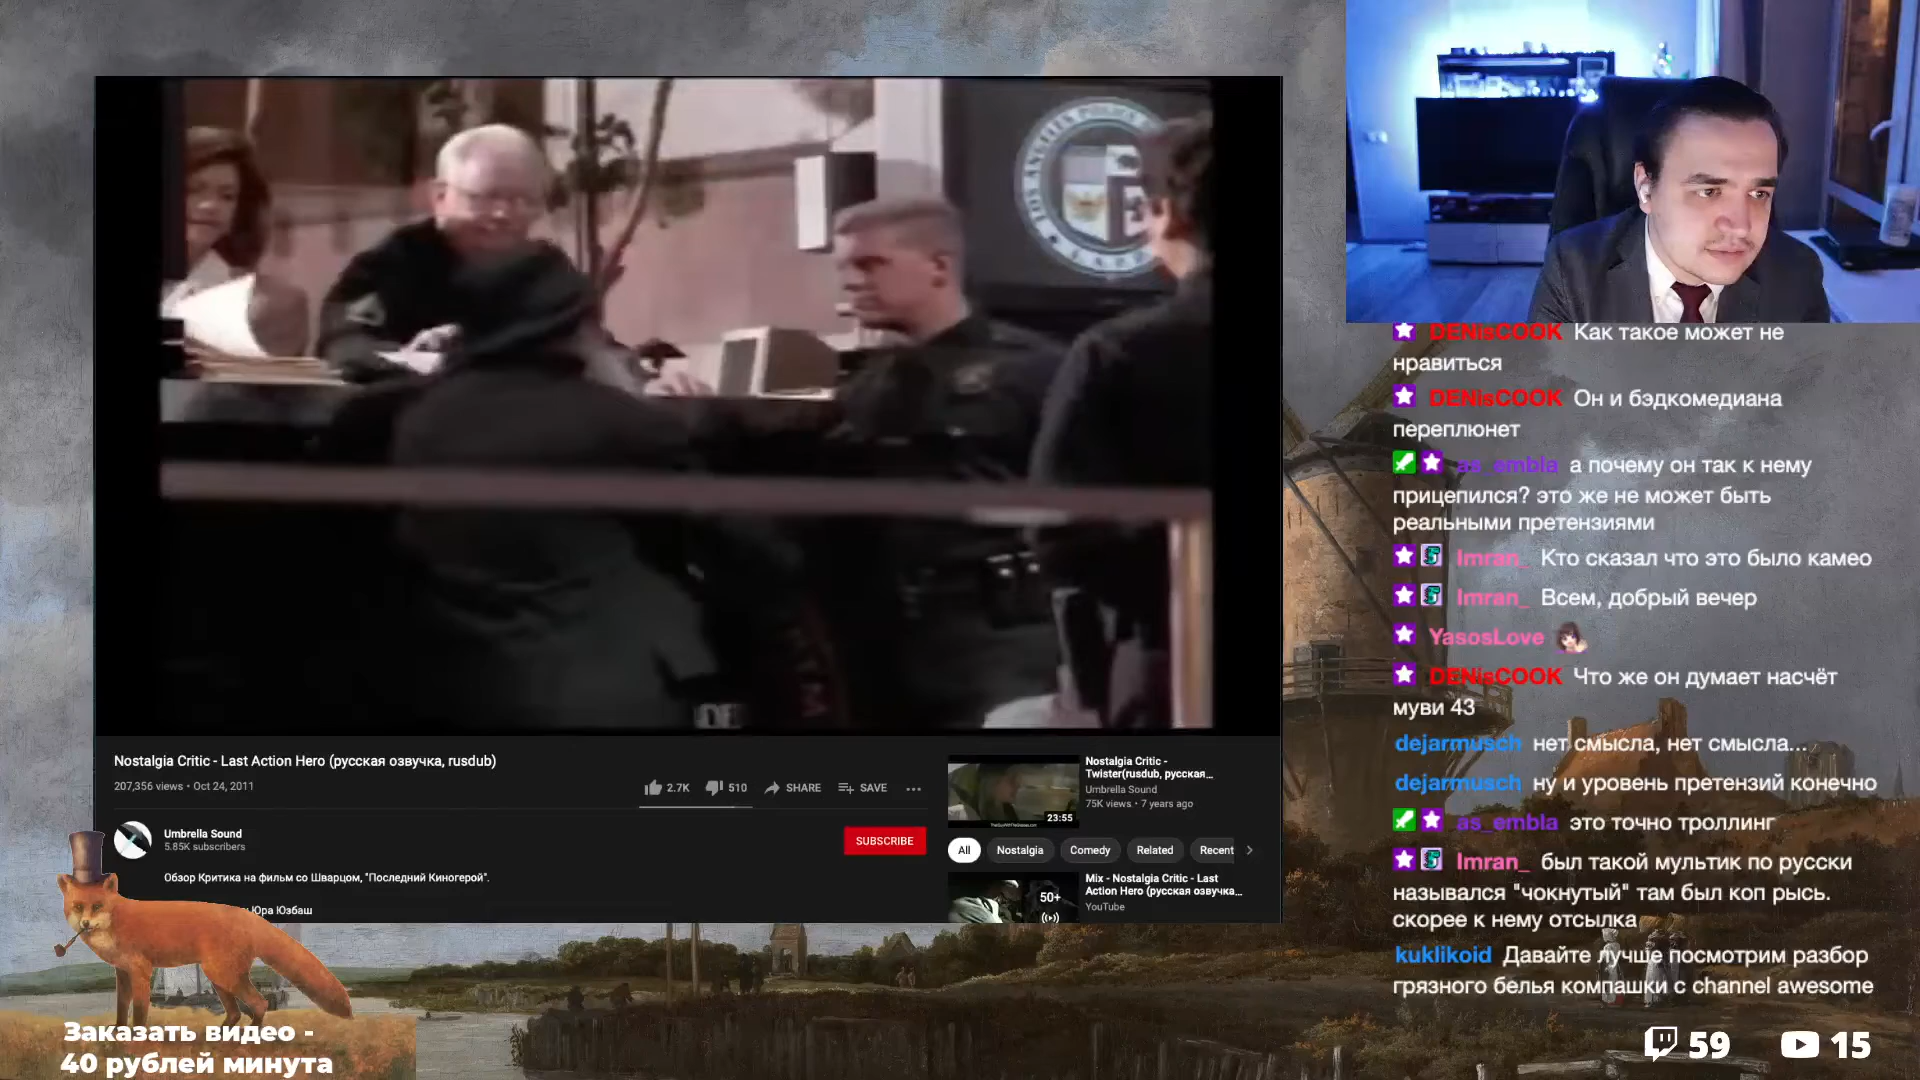 LOS ANGELES POLICE
L.A.P.D.
Nostalgia Critic - Last Action Hero (русская озвучка, rusdub)
207,356 views • Oct 24, 2011
2.7K
510
SHARE
SAVE
Umbrella Sound
5.85K subscribers
SUBSCRIBE
Обзор Критика на фильм со Шварцом, "Последний Киногерой".
Юра Юзбаш
23:55
Nostalgia Critic -
Twister(rusdub, русская...
Umbrella Sound
75K views • 7 years ago
All
Nostalgia
Comedy
Related
Recent
50+
Mix - Nostalgia Critic - Last
Action Hero (русская озвучка...
YouTube
Заказать видео -
40 рублей минута
DENisCOOK Как такое может не
нравиться
DENisCOOK Он и бэдкомедиана
переплюнет
as_embla а почему он так к нему
прицепился? это же не может быть
реальными претензиями
Imran_ Кто сказал что это было камео
Imran_ Всем, добрый вечер
YasosLove
DENisCOOK Что же он думает насчёт
муви 43
dejarmusch нет смысла, нет смысла...
dejarmusch ну и уровень претензий конечно
as_embla это точно троллинг
Imran_ был такой мультик по русски
назывался "чокнутый" там был коп рысь.
скорее к нему отсылка
kuklikoid Давайте лучше посмотрим разбор
грязного белья компашки с channel awesome
59
15